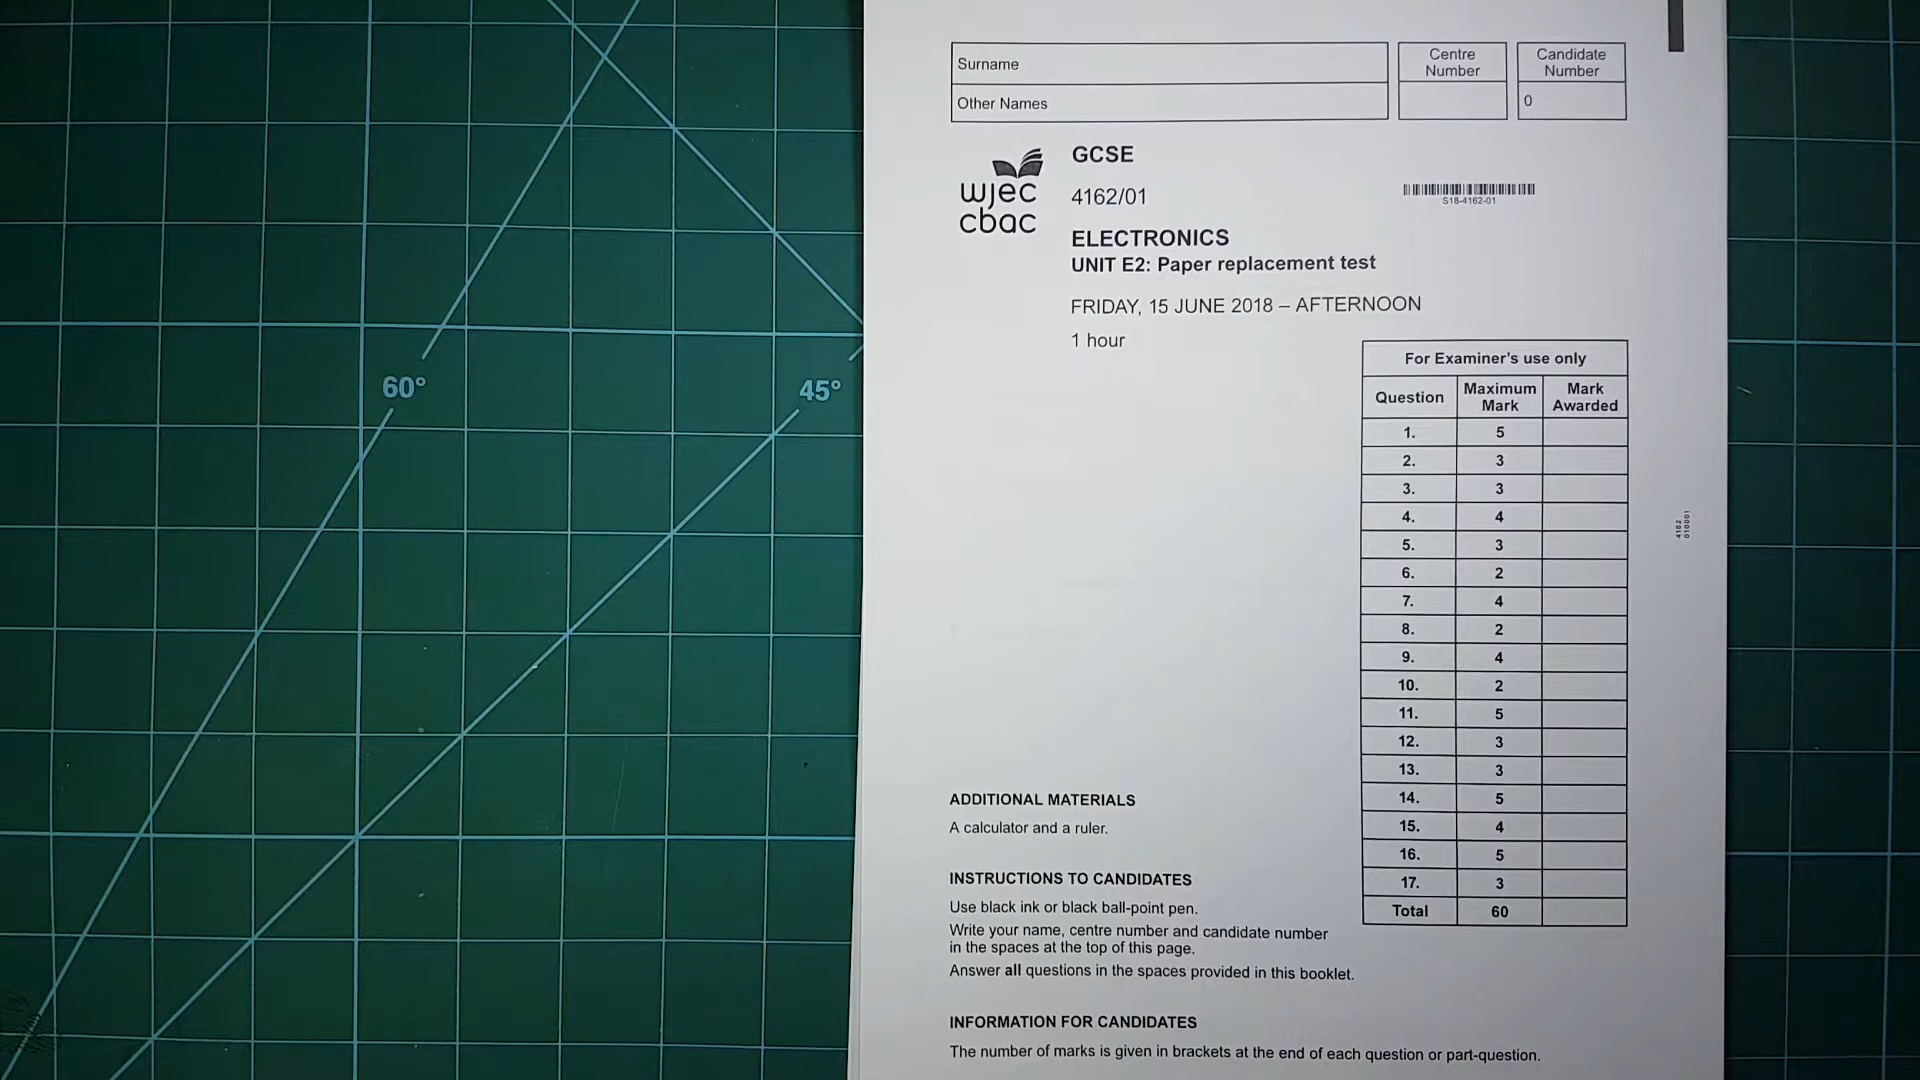 Surname
Other Names
Centre
Number
Candidate
Number
0
wjec
cbac
GCSE
4162/01
S18-4162-01
ELECTRONICS
UNIT E2: Paper replacement test
FRIDAY, 15 JUNE 2018 – AFTERNOON
1 hour
60°
45°
For Examiner's use only
Question Maximum Mark Mark Awarded
1. 5
2. 3
3. 3
4. 4
5. 3
6. 2
7. 4
8. 2
9. 4
10. 2
11. 5
12. 3
13. 3
14. 5
15. 4
16. 5
17. 3
Total 60
4162
010001
ADDITIONAL MATERIALS
A calculator and a ruler.
INSTRUCTIONS TO CANDIDATES
Use black ink or black ball-point pen.
Write your name, centre number and candidate number
in the spaces at the top of this page.
Answer all questions in the spaces provided in this booklet.
INFORMATION FOR CANDIDATES
The number of marks is given in brackets at the end of each question or part-question.